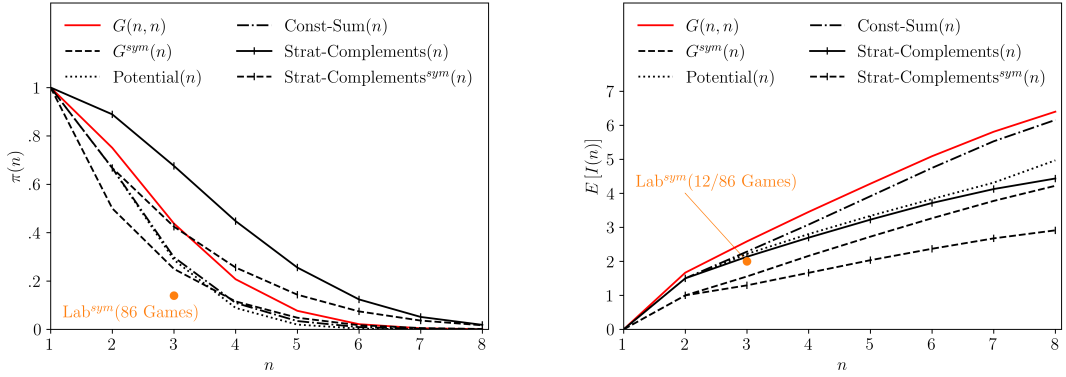 G(n, n)
G^{sym}(n)
Potential(n)
Const-Sum(n)
Strat-Complements(n)
Strat-Complements^{sym}(n)
1
.8
.6
.4
.2
0
π(n)
Lab^{sym}(86 Games)
1 2 3 4 5 6 7 8
n
G(n, n)
G^{sym}(n)
Potential(n)
Const-Sum(n)
Strat-Complements(n)
Strat-Complements^{sym}(n)
7
6
5
4
3
2
1
0
E [I(n)]
Lab^{sym}(12/86 Games)
1 2 3 4 5 6 7 8
n